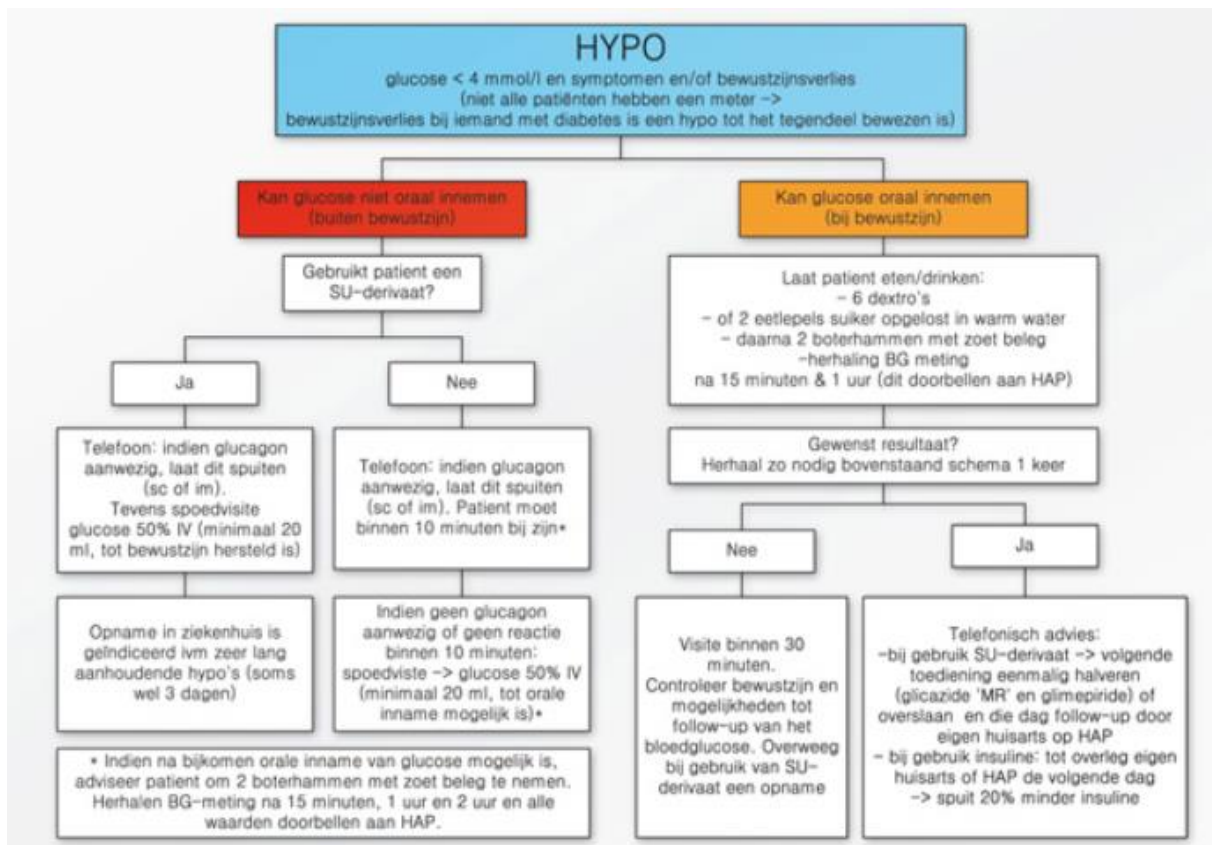 HYPO
glucose < 4 mmol/l en symptomen en/of bewustzijnsverlies
(niet alle patiënten hebben een meter ->
bewustzijnsverlies bij iemand met diabetes is een hypo tot het tegendeel bewezen is)
Kan glucose niet oraal innemen
(buiten bewustzijn)
Kan glucose oraal innemen
(bij bewustzijn)
Gebruikt patient een
SU-derivaat?
Laat patient eten/drinken:
- 6 dextro's
- of 2 eetlepels suiker opgelost in warm water
- daarna 2 boterhammen met zoet beleg
-herhaling BG meting
na 15 minuten & 1 uur (dit doorbellen aan HAP)
Ja
Nee
Telefoon: indien glucagon
aanwezig, laat dit spuiten
(sc of im).
Tevens spoedvisite
glucose 50% IV (minimaal 20
ml, tot bewustzijn hersteld is)
Telefoon: indien glucagon
aanwezig, laat dit spuiten
(sc of im). Patient moet
binnen 10 minuten bij zijn*
Gewenst resultaat?
Herhaal zo nodig bovenstaand schema 1 keer
Nee
Ja
Opname in ziekenhuis is
geïndiceerd ivm zeer lang
aanhoudende hypo's (soms
wel 3 dagen)
Indien geen glucagon
aanwezig of geen reactie
binnen 10 minuten:
spoedviste -> glucose 50% IV
(minimaal 20 ml, tot orale
inname mogelijk is)*
Visite binnen 30
minuten.
Controleer bewustzijn en
mogelijkheden tot
follow-up van het
bloedglucose. Overweeg
bij gebruik van SU-
derivaat een opname
Telefonisch advies:
-bij gebruik SU-derivaat -> volgende
toediening eenmalig halveren
(glicazide 'MR' en glimepiride) of
overslaan en die dag follow-up door
eigen huisarts op HAP
- bij gebruik insuline: tot overleg eigen
huisarts of HAP de volgende dag
-> spuit 20% minder insuline
* Indien na bijkomen orale inname van glucose mogelijk is,
adviseer patient om 2 boterhammen met zoet beleg te nemen.
Herhalen BG-meting na 15 minuten, 1 uur en 2 uur en alle
waarden doorbellen aan HAP.